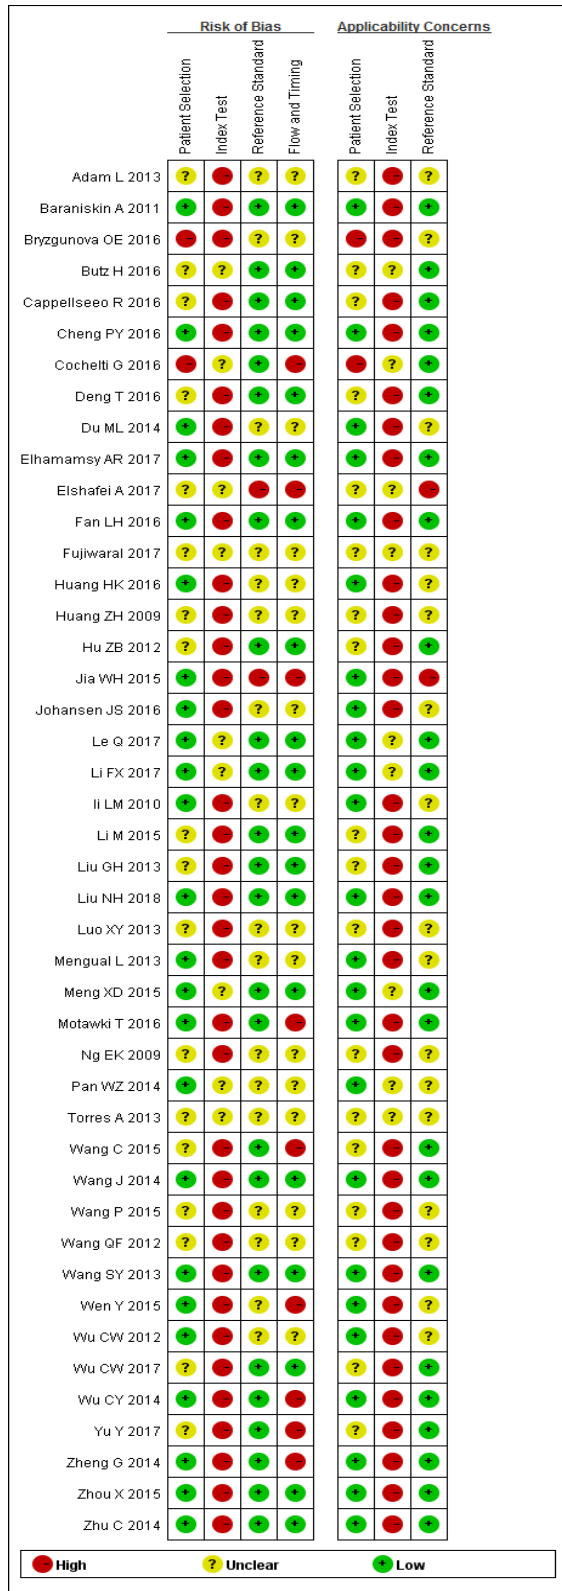 Risk of Bias Applicability Concerns
Patient Selection Index Test Reference Standard Flow and Timing Patient Selection Index Test Reference Standard
Adam L 2013 ? - ? ? ? - ?
Baraniskin A 2011 + - + + + - +
Bryzgunova OE 2016 - - ? ? - - ?
Butz H 2016 ? ? + + ? ? +
Cappellseeo R 2016 ? - + + ? - +
Cheng PY 2016 + - + + + - +
Cochelti G 2016 - ? + - - ? +
Deng T 2016 ? - + + ? - +
Du ML 2014 + - ? ? + - ?
Elhamamsy AR 2017 + - + + + - +
Elshafei A 2017 ? ? - - ? ? -
Fan LH 2016 + - + + + - +
Fujiwaral 2017 ? ? ? ? ? ? ?
Huang HK 2016 + - ? ? + - ?
Huang ZH 2009 ? - ? ? ? - ?
Hu ZB 2012 ? - + + ? - +
Jia WH 2015 + - - - + - -
Johansen JS 2016 + - ? ? + - ?
Le Q 2017 + ? + + + ? +
Li FX 2017 + ? + + + ? +
li LM 2010 + - ? ? + - ?
Li M 2015 ? - + + ? - +
Liu GH 2013 ? - + + ? - +
Liu NH 2018 + - + + + - +
Luo XY 2013 ? - ? ? ? - ?
Mengual L 2013 + - ? ? + - ?
Meng XD 2015 + ? + + + ? +
Motawki T 2016 + - + - + - +
Ng EK 2009 ? - ? ? ? - ?
Pan WZ 2014 + ? ? ? + ? ?
Torres A 2013 ? ? ? ? ? ? ?
Wang C 2015 ? - + - ? - +
Wang J 2014 + - + + + - +
Wang P 2015 ? - ? ? ? - ?
Wang QF 2012 ? - ? ? ? - ?
Wang SY 2013 + - + + + - +
Wen Y 2015 + - ? - + - ?
Wu CW 2012 + - ? ? + - ?
Wu CW 2017 ? - + + ? - +
Wu CY 2014 + - + - + - +
Yu Y 2017 ? - + - ? - +
Zheng G 2014 + - + - + - +
Zhou X 2015 + - + + + - +
Zhu C 2014 + - + + + - +
- High ? Unclear + Low